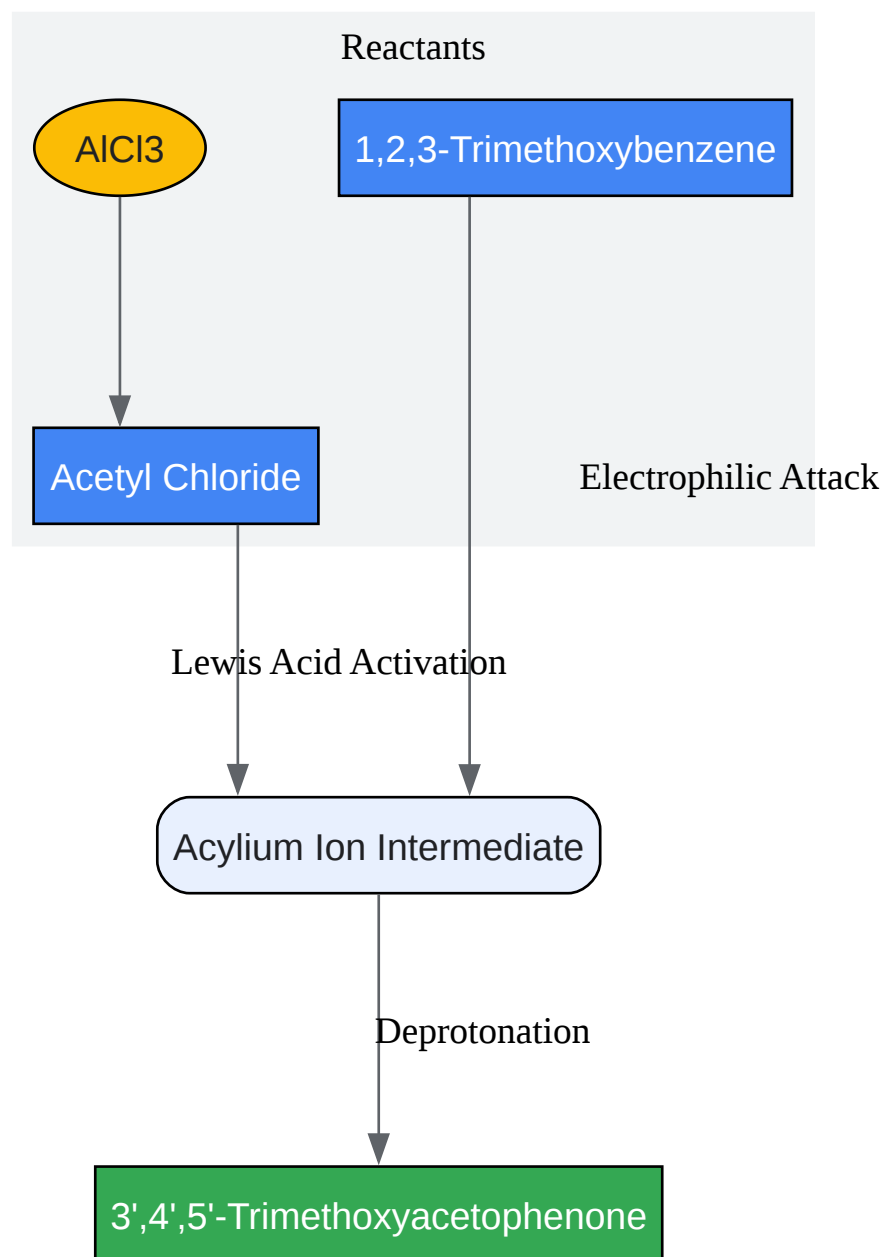 Reactants
AlCl3
1,2,3-Trimethoxybenzene
Acetyl Chloride
Electrophilic Attack
Lewis Acid Activation
Acylium Ion Intermediate
Deprotonation
3',4',5'-Trimethoxyacetophenone